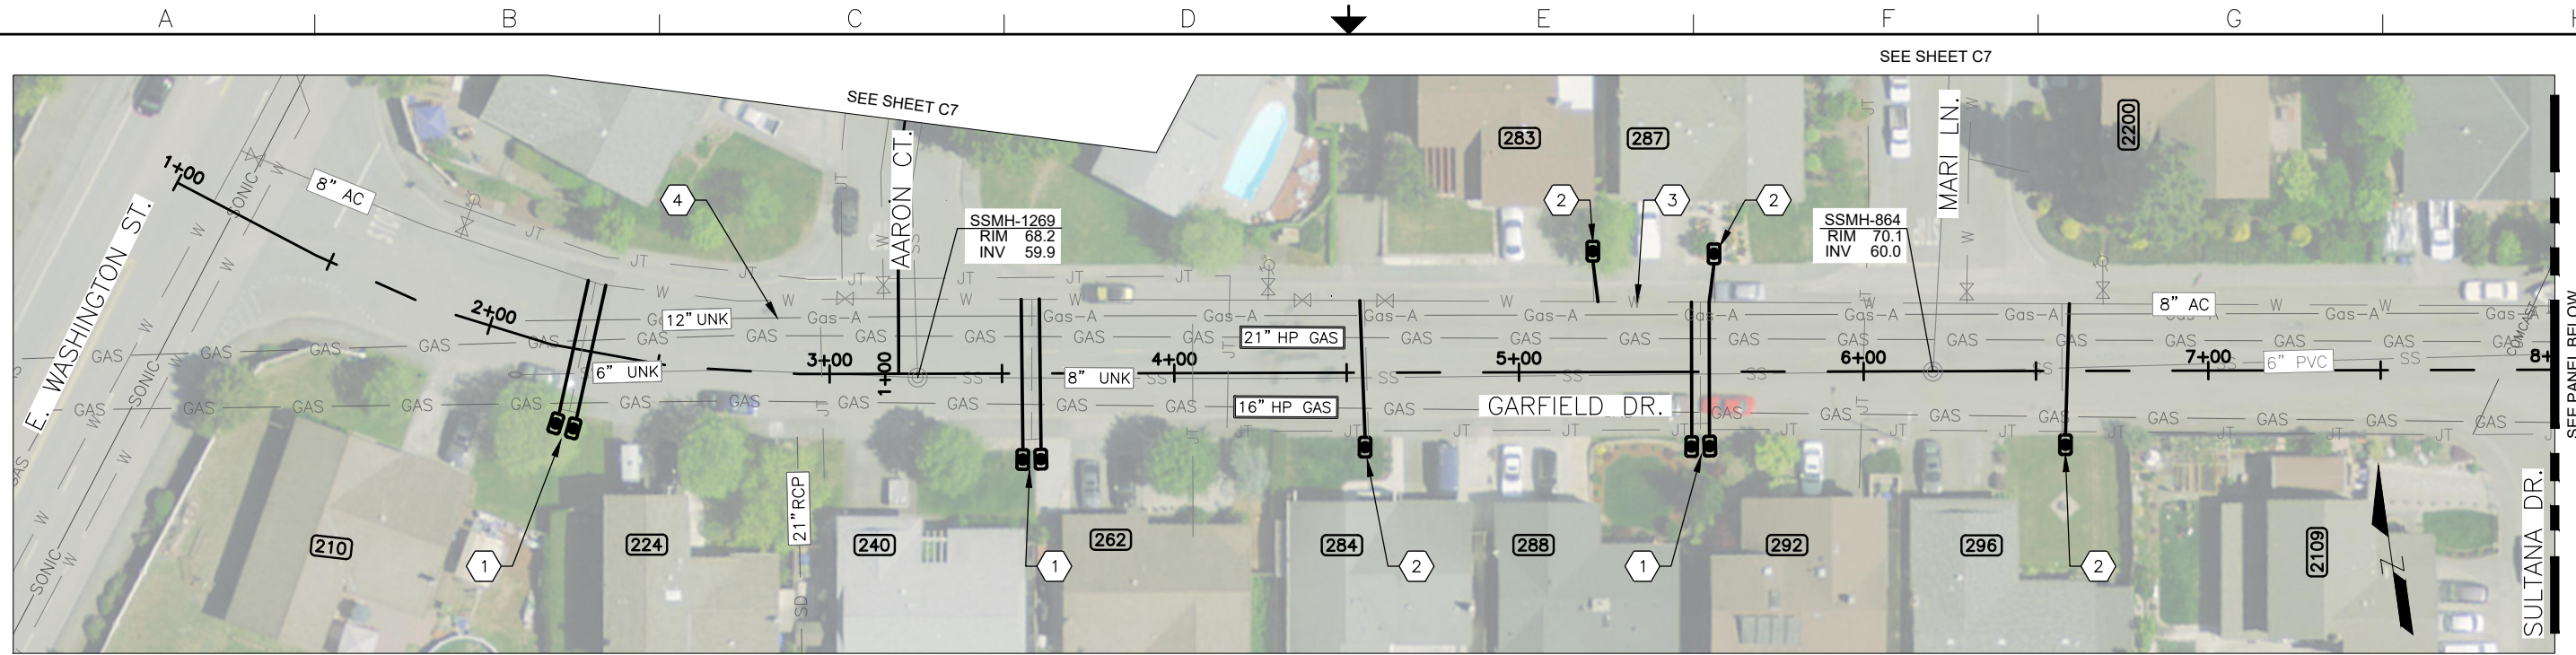 A B C D E F G H
SEE SHEET C7
SEE SHEET C7
1+00
SONIC
8" AC
E. WASHINGTON ST.
2+00
JT
W
4
AARON CT.
SS
SSMH-1269
RIM 68.2
INV 59.9
283
287
2
3
2
SSMH-864
RIM 70.1
INV 60.0
MARI LN.
2200
12" UNK
Gas-A
GAS
21" HP GAS
8" AC
COMCAST
6" UNK
3+00
1+00
8" UNK
4+00
5+00
6+00
7+00
6" PVC
8+
SEE PANEL BELOW
SONIC
GAS
16" HP GAS
GARFIELD DR.
JT
21" RCP
SD
210
224
240
262
284
288
292
296
2109
SULTANA DR.
1
1
2
1
2
SONIC